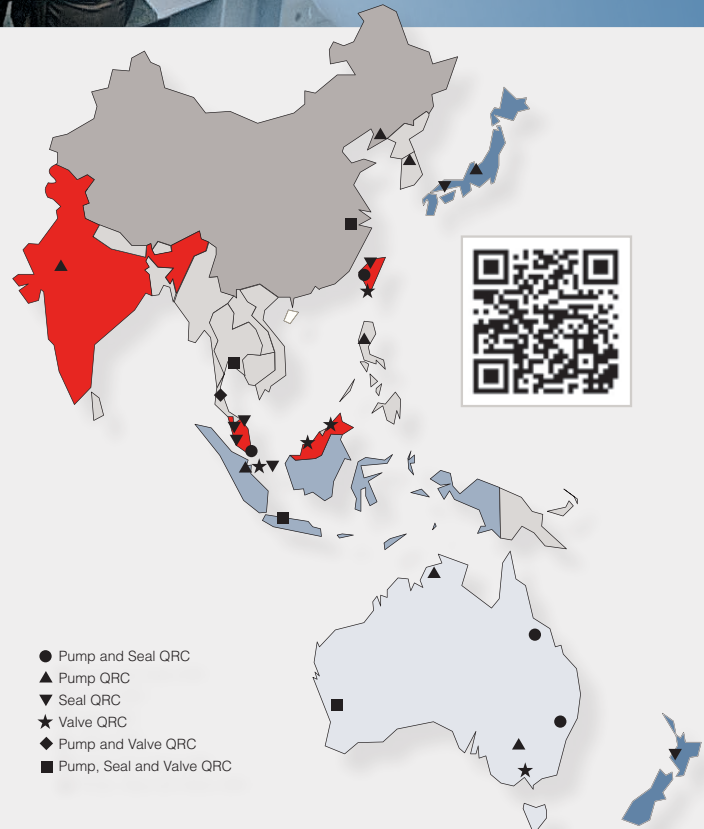 Pump and Seal QRC
Pump QRC
Seal QRC
Valve QRC
Pump and Valve QRC
Pump, Seal and Valve QRC